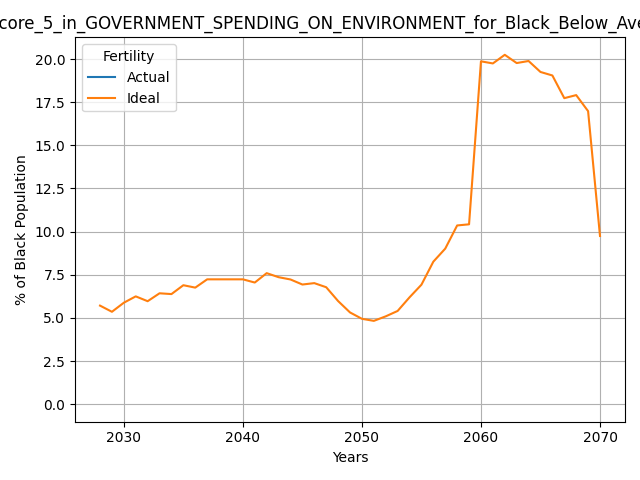 core_5_in_GOVERNMENT_SPENDING_ON_ENVIRONMENT_for_Black_Below_Ave
Fertility
Actual
Ideal
20.0
17.5
15.0
12.5
10.0
7.5
5.0
2.5
0.0
% of Black Population
2030 2040 2050 2060 2070
Years